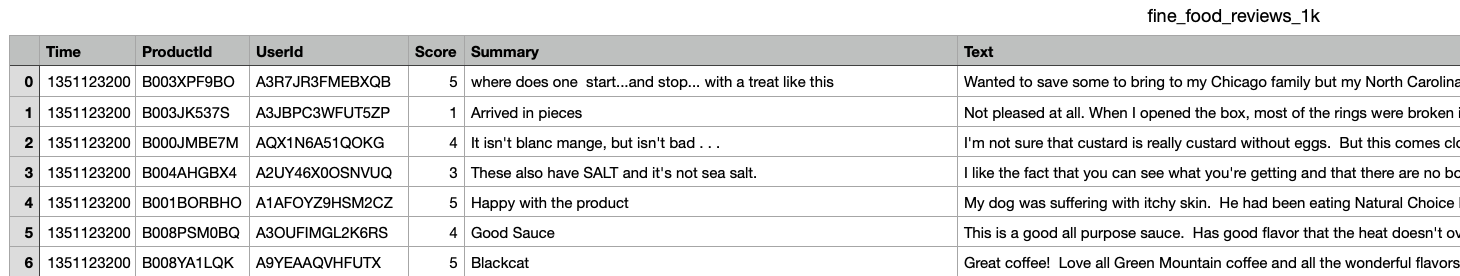 fine_food_reviews_1k
Time ProductId UserId Score Summary Text
0 1351123200 B003XPF9BO A3R7JR3FMEBXQB 5 where does one  start...and stop... with a treat like this Wanted to save some to bring to my Chicago family but my North Carolina
1 1351123200 B003JK537S A3JBPC3WFUT5ZP 1 Arrived in pieces Not pleased at all. When I opened the box, most of the rings were broken i
2 1351123200 B000JMBE7M AQX1N6A51QOKG 4 It isn't blanc mange, but isn't bad . . . I'm not sure that custard is really custard without eggs.  But this comes clo
3 1351123200 B004AHGBX4 A2UY46X0OSNVUQ 3 These also have SALT and it's not sea salt. I like the fact that you can see what you're getting and that there are no bo
4 1351123200 B001BORBHO A1AFOYZ9HSM2CZ 5 Happy with the product My dog was suffering with itchy skin.  He had been eating Natural Choice
5 1351123200 B008PSM0BQ A3OUFIMGL2K6RS 4 Good Sauce This is a good all purpose sauce.  Has good flavor that the heat doesn't ov
6 1351123200 B008YA1LQK A9YEAAQVHFUTX 5 Blackcat Great coffee!  Love all Green Mountain coffee and all the wonderful flavors